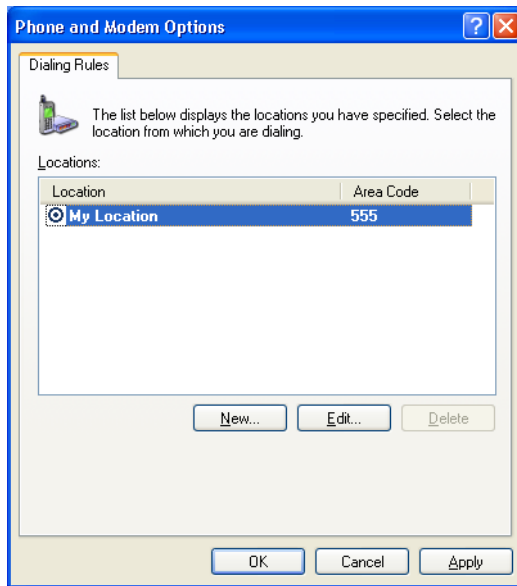 Phone and Modem Options
Dialing Rules
The list below displays the locations you have specified. Select the
location from which you are dialing.
Locations:
Location Area Code
My Location 555
New... Edit... Delete
OK Cancel Apply